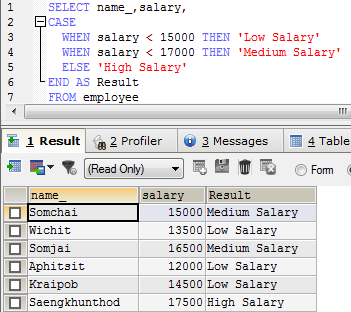 1 SELECT name_,salary,
2 CASE
3 WHEN salary < 15000 THEN 'Low Salary'
4 WHEN salary < 17000 THEN 'Medium Salary'
5 ELSE 'High Salary'
6 END AS Result
7 FROM employee
1 Result 2 Profiler 3 Messages 4 Table
(Read Only) Form
name_ salary Result
Somchai 15000 Medium Salary
Wichit 13500 Low Salary
Somjai 16500 Medium Salary
Aphitsit 12000 Low Salary
Kraipob 14500 Low Salary
Saengkhunthod 17500 High Salary